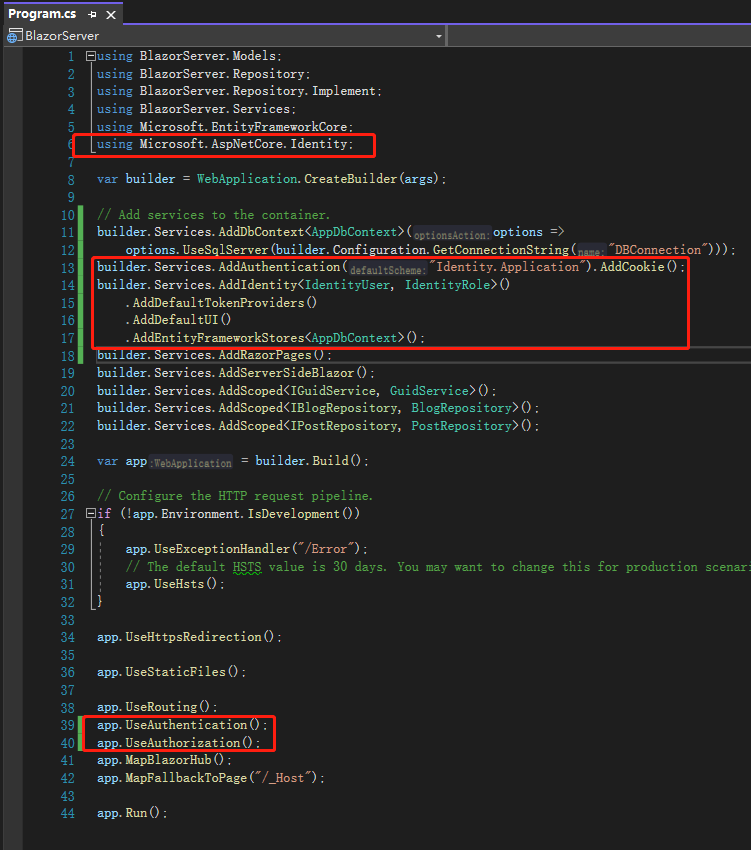 Program.cs
BlazorServer
1 using BlazorServer.Models;
2 using BlazorServer.Repository;
3 using BlazorServer.Repository.Implement;
4 using BlazorServer.Services;
5 using Microsoft.EntityFrameworkCore;
6 using Microsoft.AspNetCore.Identity;
7
8 var builder = WebApplication.CreateBuilder(args);
9
10 // Add services to the container.
11 builder.Services.AddDbContext<AppDbContext>(optionsAction:options =>
12 options.UseSqlServer(builder.Configuration.GetConnectionString(name:"DBConnection")));
13 builder.Services.AddAuthentication(defaultScheme:"Identity.Application").AddCookie();
14 builder.Services.AddIdentity<IdentityUser, IdentityRole>()
15 .AddDefaultTokenProviders()
16 .AddDefaultUI()
17 .AddEntityFrameworkStores<AppDbContext>();
18 builder.Services.AddRazorPages();
19 builder.Services.AddServerSideBlazor();
20 builder.Services.AddScoped<IGuidService, GuidService>();
21 builder.Services.AddScoped<IBlogRepository, BlogRepository>();
22 builder.Services.AddScoped<IPostRepository, PostRepository>();
23
24 var app:WebApplication = builder.Build();
25
26 // Configure the HTTP request pipeline.
27 if (!app.Environment.IsDevelopment())
28 {
29 app.UseExceptionHandler("/Error");
30 // The default HSTS value is 30 days. You may want to change this for production scenari
31 app.UseHsts();
32 }
33
34 app.UseHttpsRedirection();
35
36 app.UseStaticFiles();
37
38 app.UseRouting();
39 app.UseAuthentication();
40 app.UseAuthorization();
41 app.MapBlazorHub();
42 app.MapFallbackToPage("/_Host");
43
44 app.Run();